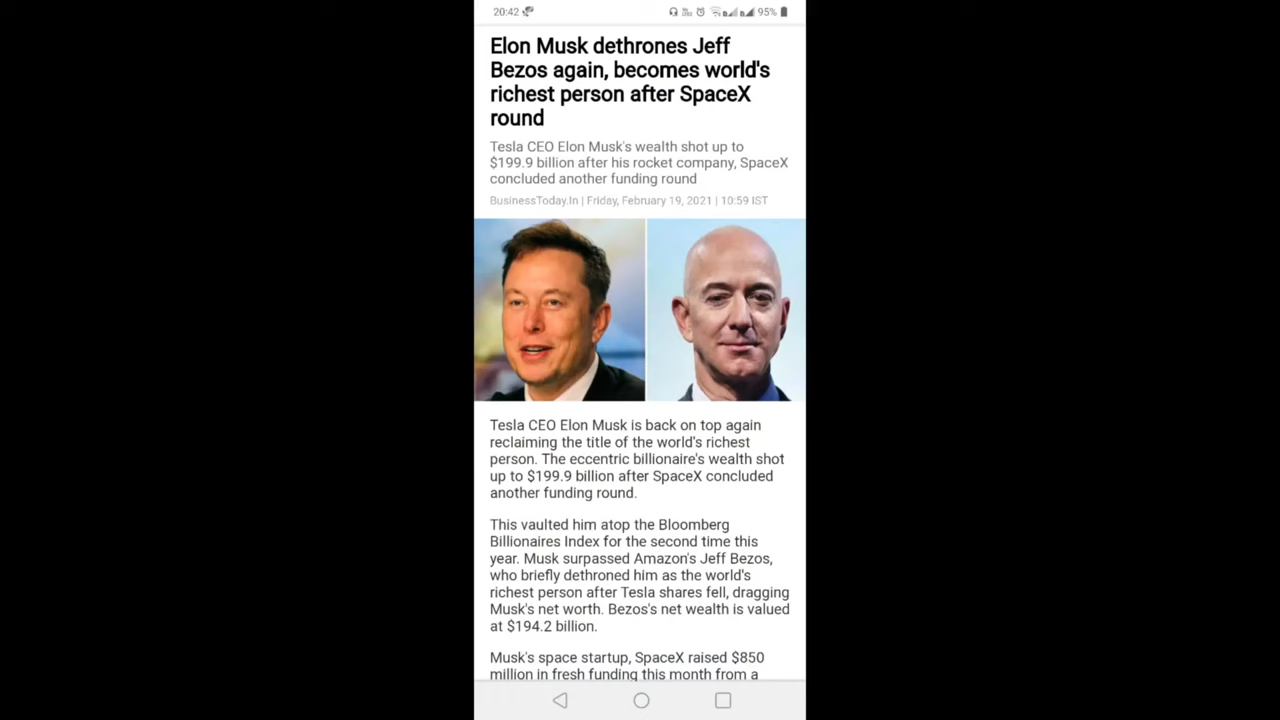 20:42
95%
Elon Musk dethrones Jeff
Bezos again, becomes world's
richest person after SpaceX
round
Tesla CEO Elon Musk's wealth shot up to
$199.9 billion after his rocket company, SpaceX
concluded another funding round
BusinessToday.In | Friday, February 19, 2021 | 10:59 IST
Tesla CEO Elon Musk is back on top again
reclaiming the title of the world's richest
person. The eccentric billionaire's wealth shot
up to $199.9 billion after SpaceX concluded
another funding round.
This vaulted him atop the Bloomberg
Billionaires Index for the second time this
year. Musk surpassed Amazon's Jeff Bezos,
who briefly dethroned him as the world's
richest person after Tesla shares fell, dragging
Musk's net worth. Bezos's net wealth is valued
at $194.2 billion.
Musk's space startup, SpaceX raised $850
million in fresh funding this month from a